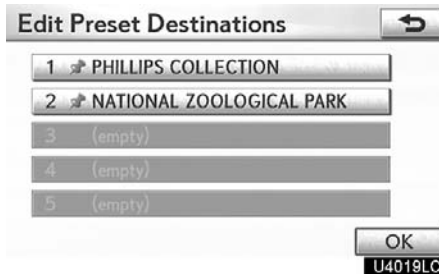 Edit Preset Destinations
1 PHILLIPS COLLECTION
2 NATIONAL ZOOLOGICAL PARK
3 (empty)
4 (empty)
5 (empty)
OK
U4019LC